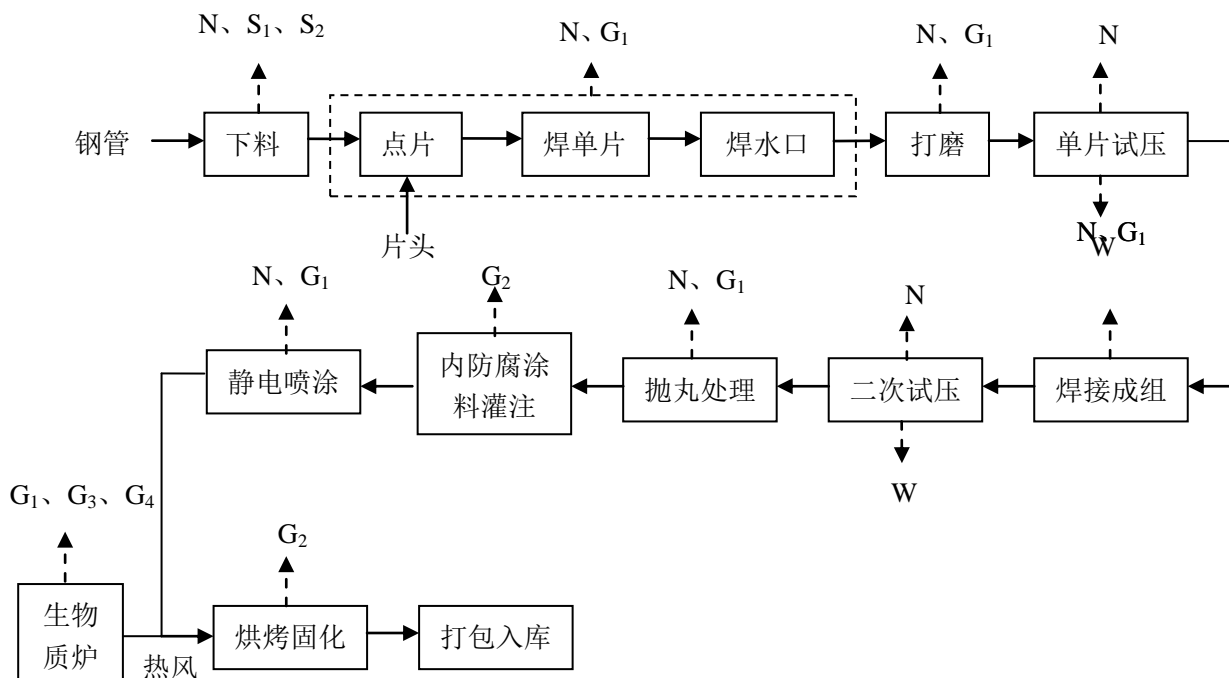 N、S₁、S₂
N、G₁
N、G₁
N
钢管
下料
点片
焊单片
焊水口
打磨
单片试压
片头
W
N、G₁
N、G₁
G₂
N、G₁
N
静电喷涂
内防腐涂
料灌注
抛丸处理
二次试压
焊接成组
W
G₁、G₃、G₄
G₂
生物
质炉
热风
烘烤固化
打包入库